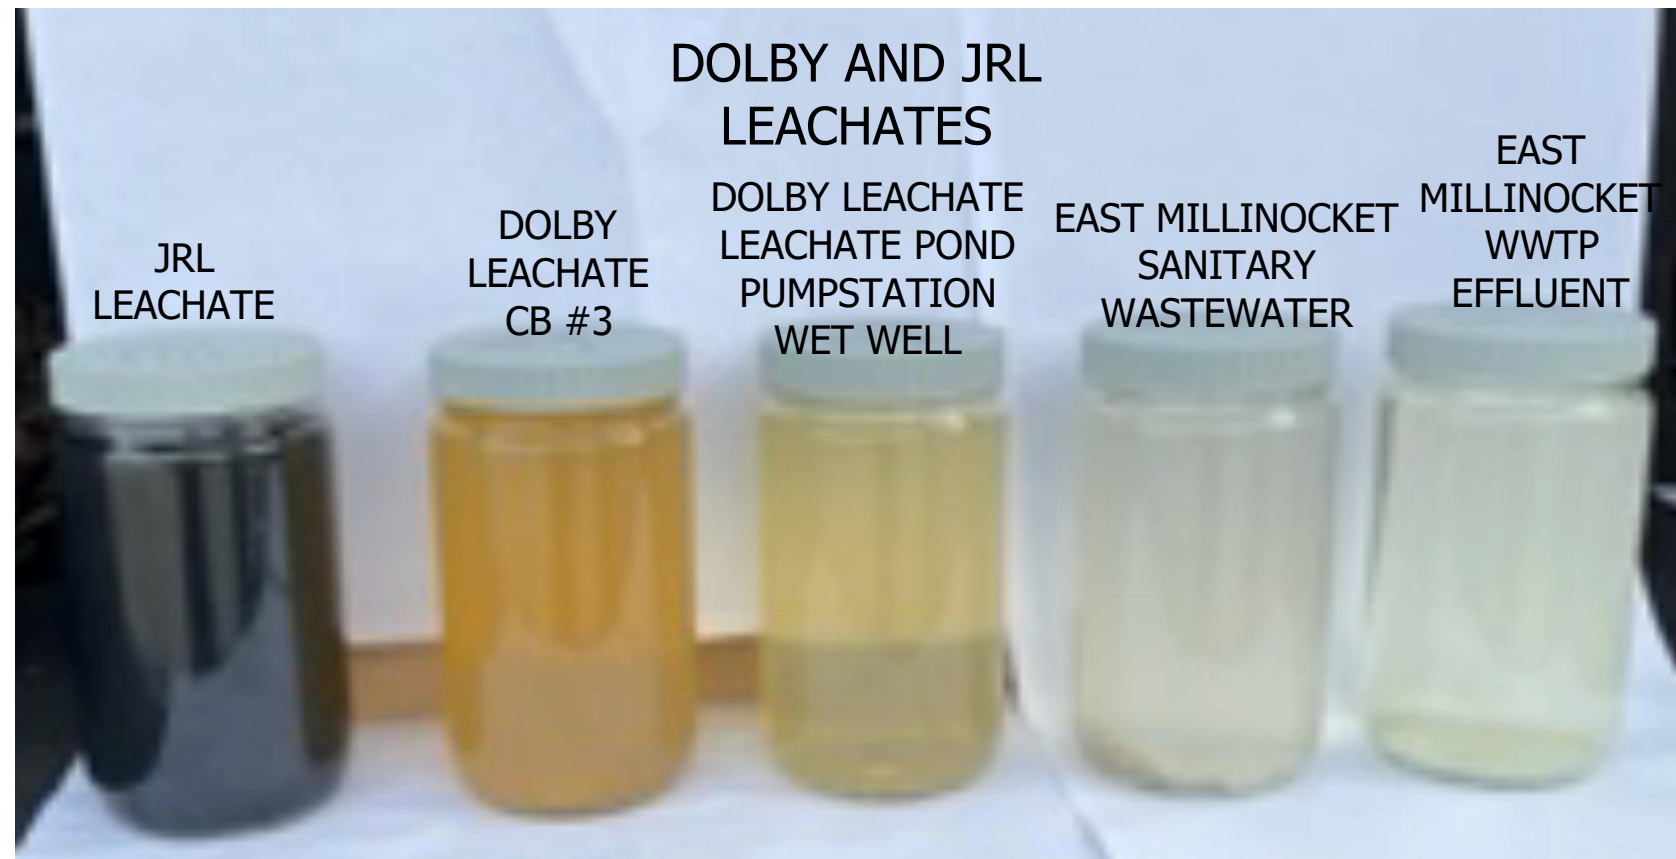 DOLBY AND JRL
LEACHATES
JRL
LEACHATE
DOLBY
LEACHATE
CB #3
DOLBY LEACHATE
LEACHATE POND
PUMPSTATION
WET WELL
EAST MILLINOCKET
SANITARY
WASTEWATER
EAST
MILLINOCKET
WWTP
EFFLUENT